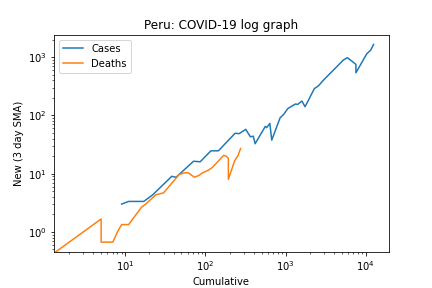 Peru: COVID-19 log graph
Cases
Deaths
New (3 day SMA)
10³
10²
10¹
10⁰
10¹
10²
10³
10⁴
Cumulative